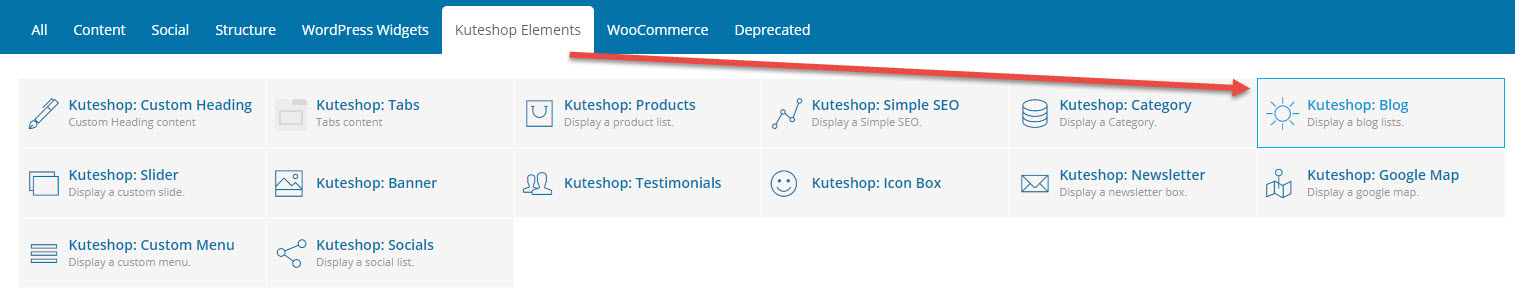 All Content Social Structure WordPress Widgets Kuteshop Elements WooCommerce Deprecated
Kuteshop: Custom Heading
Custom Heading content
Kuteshop: Tabs
Tabs content
Kuteshop: Products
Display a product list.
Kuteshop: Simple SEO
Display a Simple SEO.
Kuteshop: Category
Display a Category.
Kuteshop: Blog
Display a blog lists.
Kuteshop: Slider
Display a custom slide.
Kuteshop: Banner
Kuteshop: Testimonials
Kuteshop: Icon Box
Kuteshop: Newsletter
Display a newsletter box.
Kuteshop: Google Map
Display a google map.
Kuteshop: Custom Menu
Display a custom menu.
Kuteshop: Socials
Display a social list.